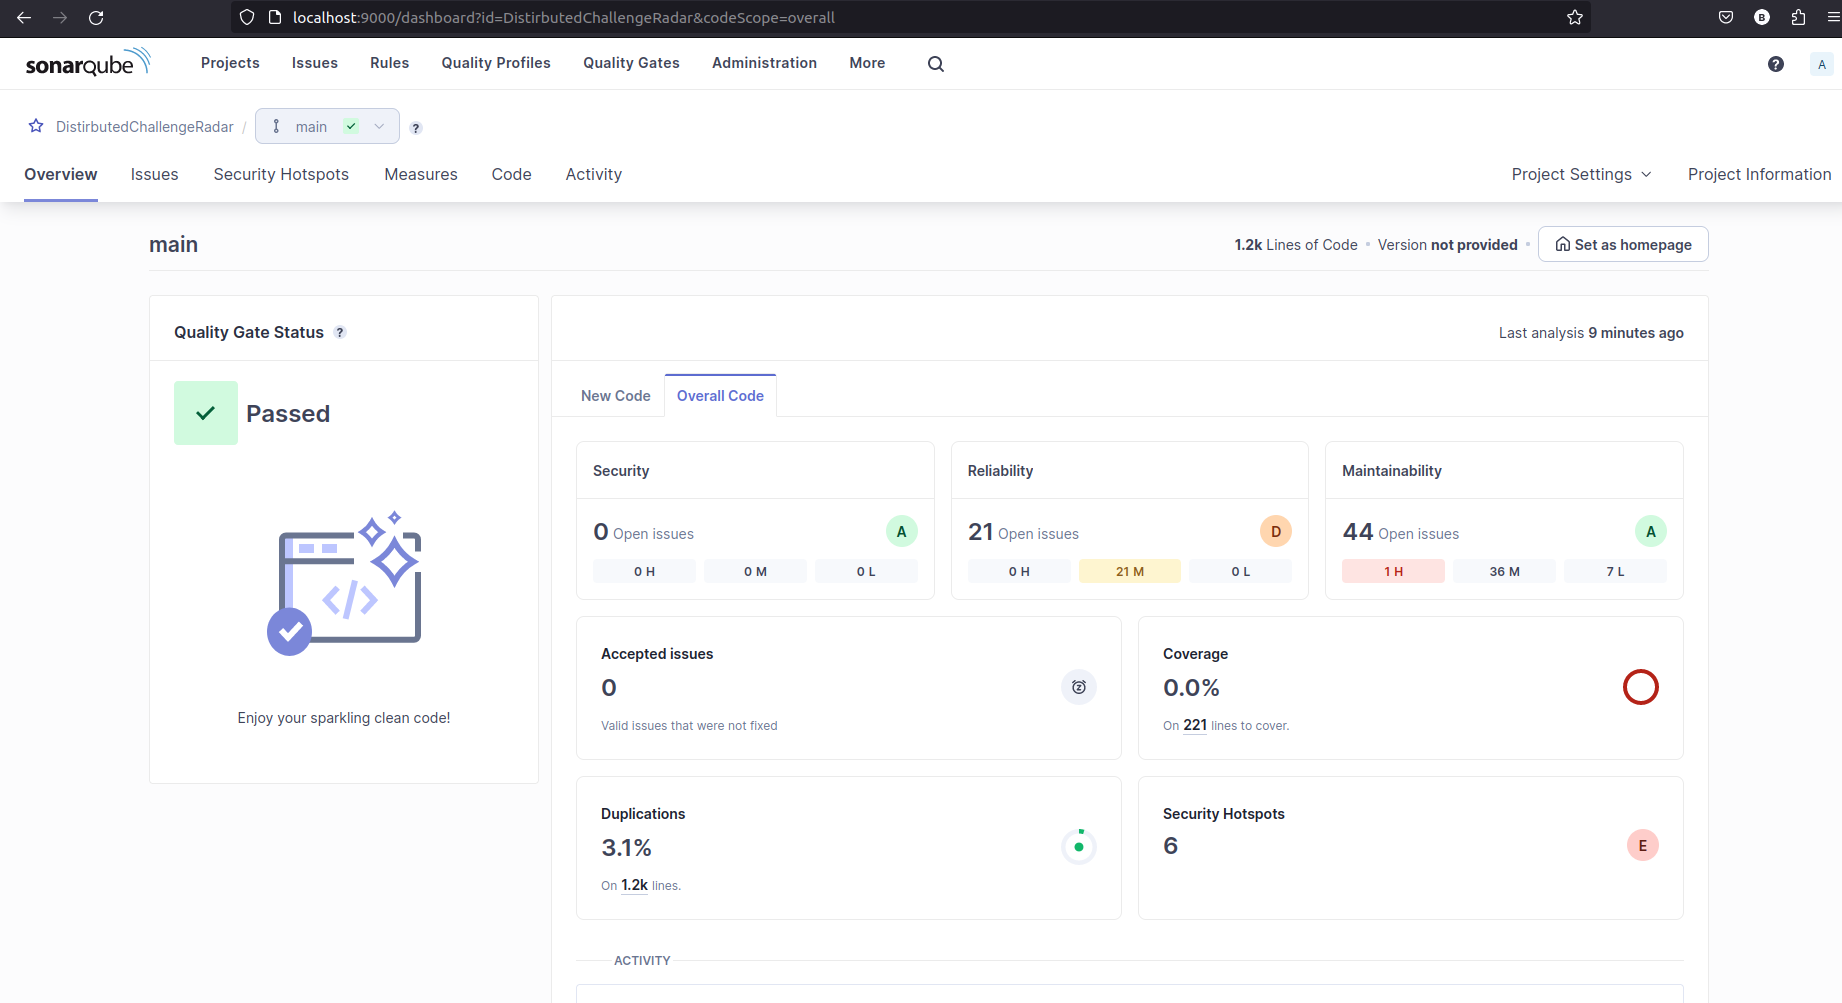 localhost:9000/dashboard?id=DistirbutedChallengeRadar&codeScope=overall
B
sonarqube
Projects Issues Rules Quality Profiles Quality Gates Administration More
? A
DistirbutedChallengeRadar / main ?
Overview Issues Security Hotspots Measures Code Activity
Project Settings Project Information
main
1.2k Lines of Code • Version not provided • Set as homepage
Quality Gate Status ?
Passed
</>
Enjoy your sparkling clean code!
Last analysis 9 minutes ago
New Code Overall Code
Security
0 Open issues A
0 H 0 M 0 L
Reliability
21 Open issues D
0 H 21 M 0 L
Maintainability
44 Open issues A
1 H 36 M 7 L
Accepted issues
0
Valid issues that were not fixed
Coverage
0.0%
On 221 lines to cover.
Duplications
3.1%
On 1.2k lines.
Security Hotspots
6 E
ACTIVITY